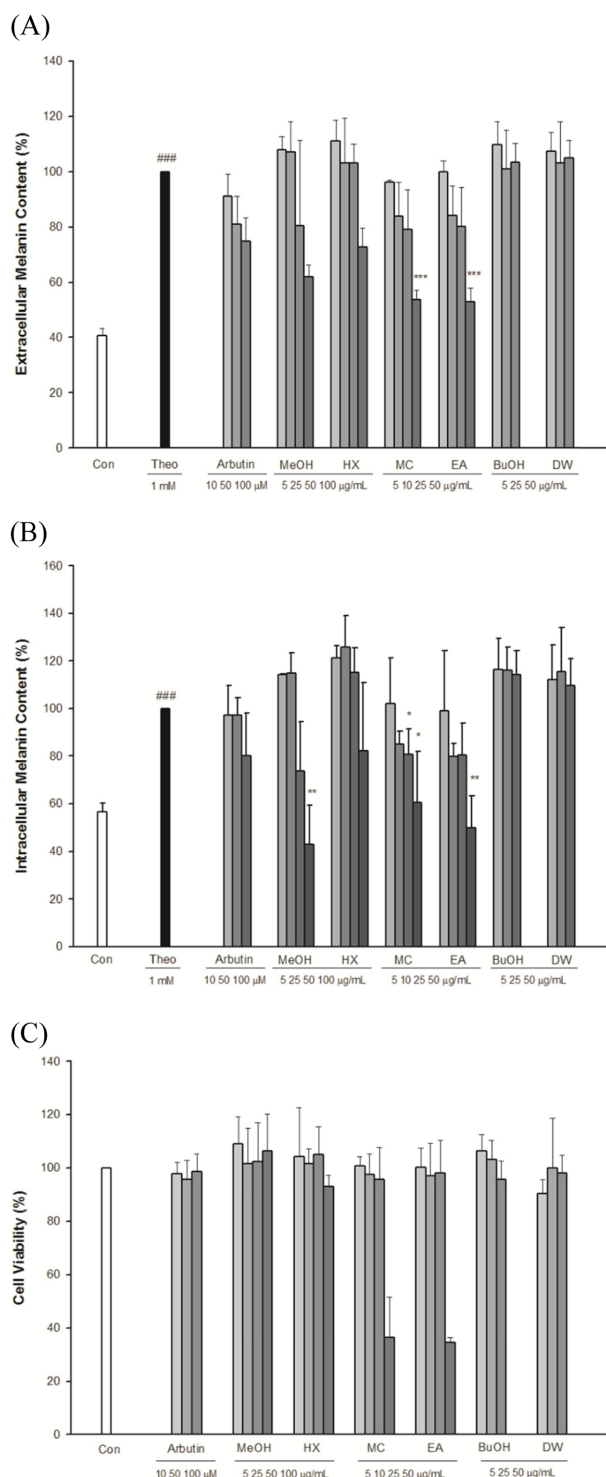 (A)
Extracellular Melanin Content (%)
140
120
100
80
60
40
20
0
###
***
***
Con Theo Arbutin MeOH HX MC EA BuOH DW
1 mM 10 50 100 μM 5 25 50 100 μg/mL 5 10 25 50 μg/mL 5 25 50 μg/mL
(B)
Intracellular Melanin Content (%)
160
140
120
100
80
60
40
20
0
###
**
*
*
**
Con Theo Arbutin MeOH HX MC EA BuOH DW
1 mM 10 50 100 μM 5 25 50 100 μg/mL 5 10 25 50 μg/mL 5 25 50 μg/mL
(C)
Cell Viability (%)
140
120
100
80
60
40
20
0
Con Arbutin MeOH HX MC EA BuOH DW
10 50 100 μM 5 25 50 100 μg/mL 5 10 25 50 μg/mL 5 25 50 μg/mL